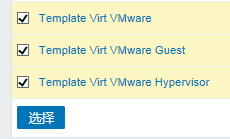 Template Virt VMware
Template Virt VMware Guest
Template Virt VMware Hypervisor
选择